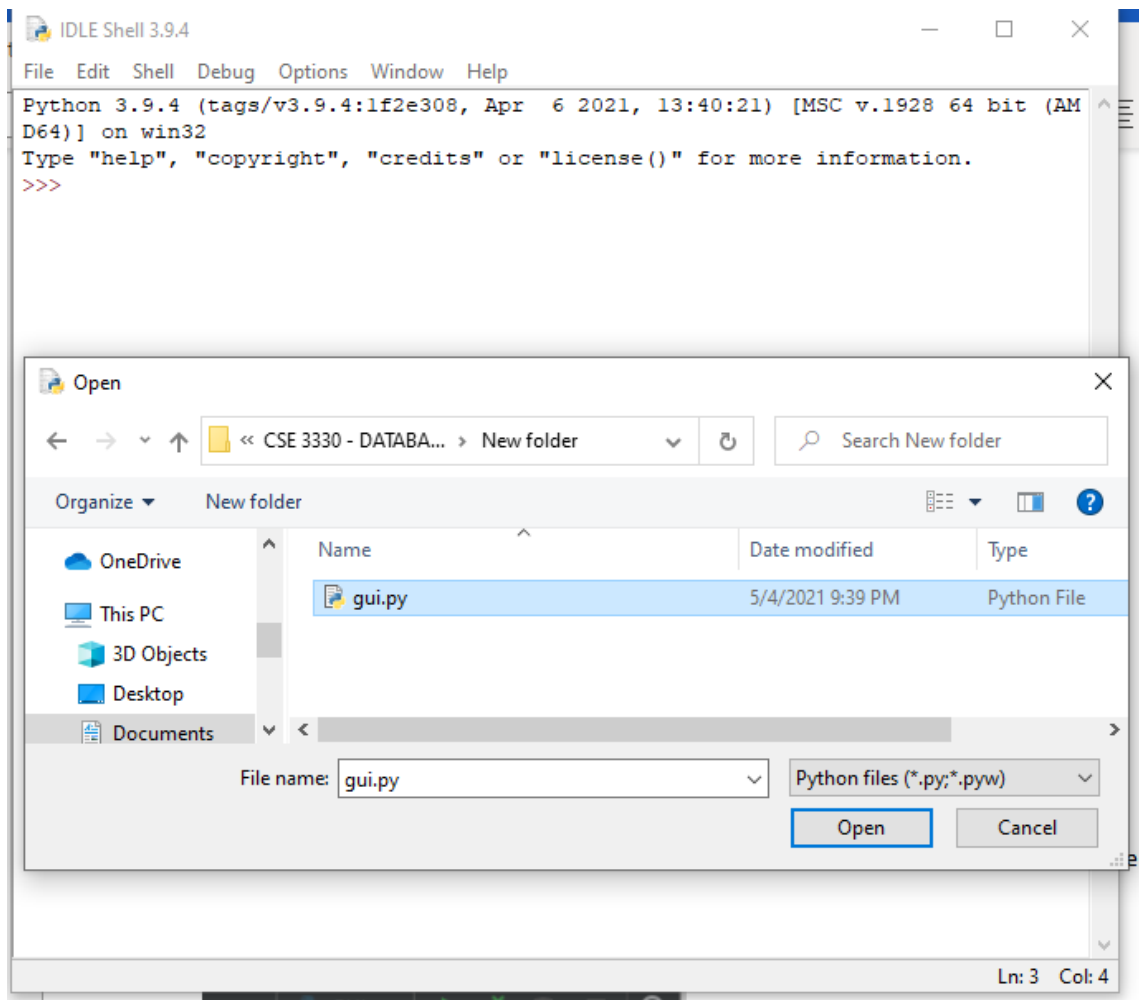 IDLE Shell 3.9.4
File Edit Shell Debug Options Window Help
Python 3.9.4 (tags/v3.9.4:1f2e308, Apr  6 2021, 13:40:21) [MSC v.1928 64 bit (AM
D64)] on win32
Type "help", "copyright", "credits" or "license()" for more information.
>>>
Open
« CSE 3330 - DATABA... > New folder
Search New folder
Organize
New folder
Name
Date modified
Type
OneDrive
gui.py
5/4/2021 9:39 PM
Python File
This PC
3D Objects
Desktop
Documents
File name: gui.py
Python files (*.py;*.pyw)
Open
Cancel
Ln: 3 Col: 4